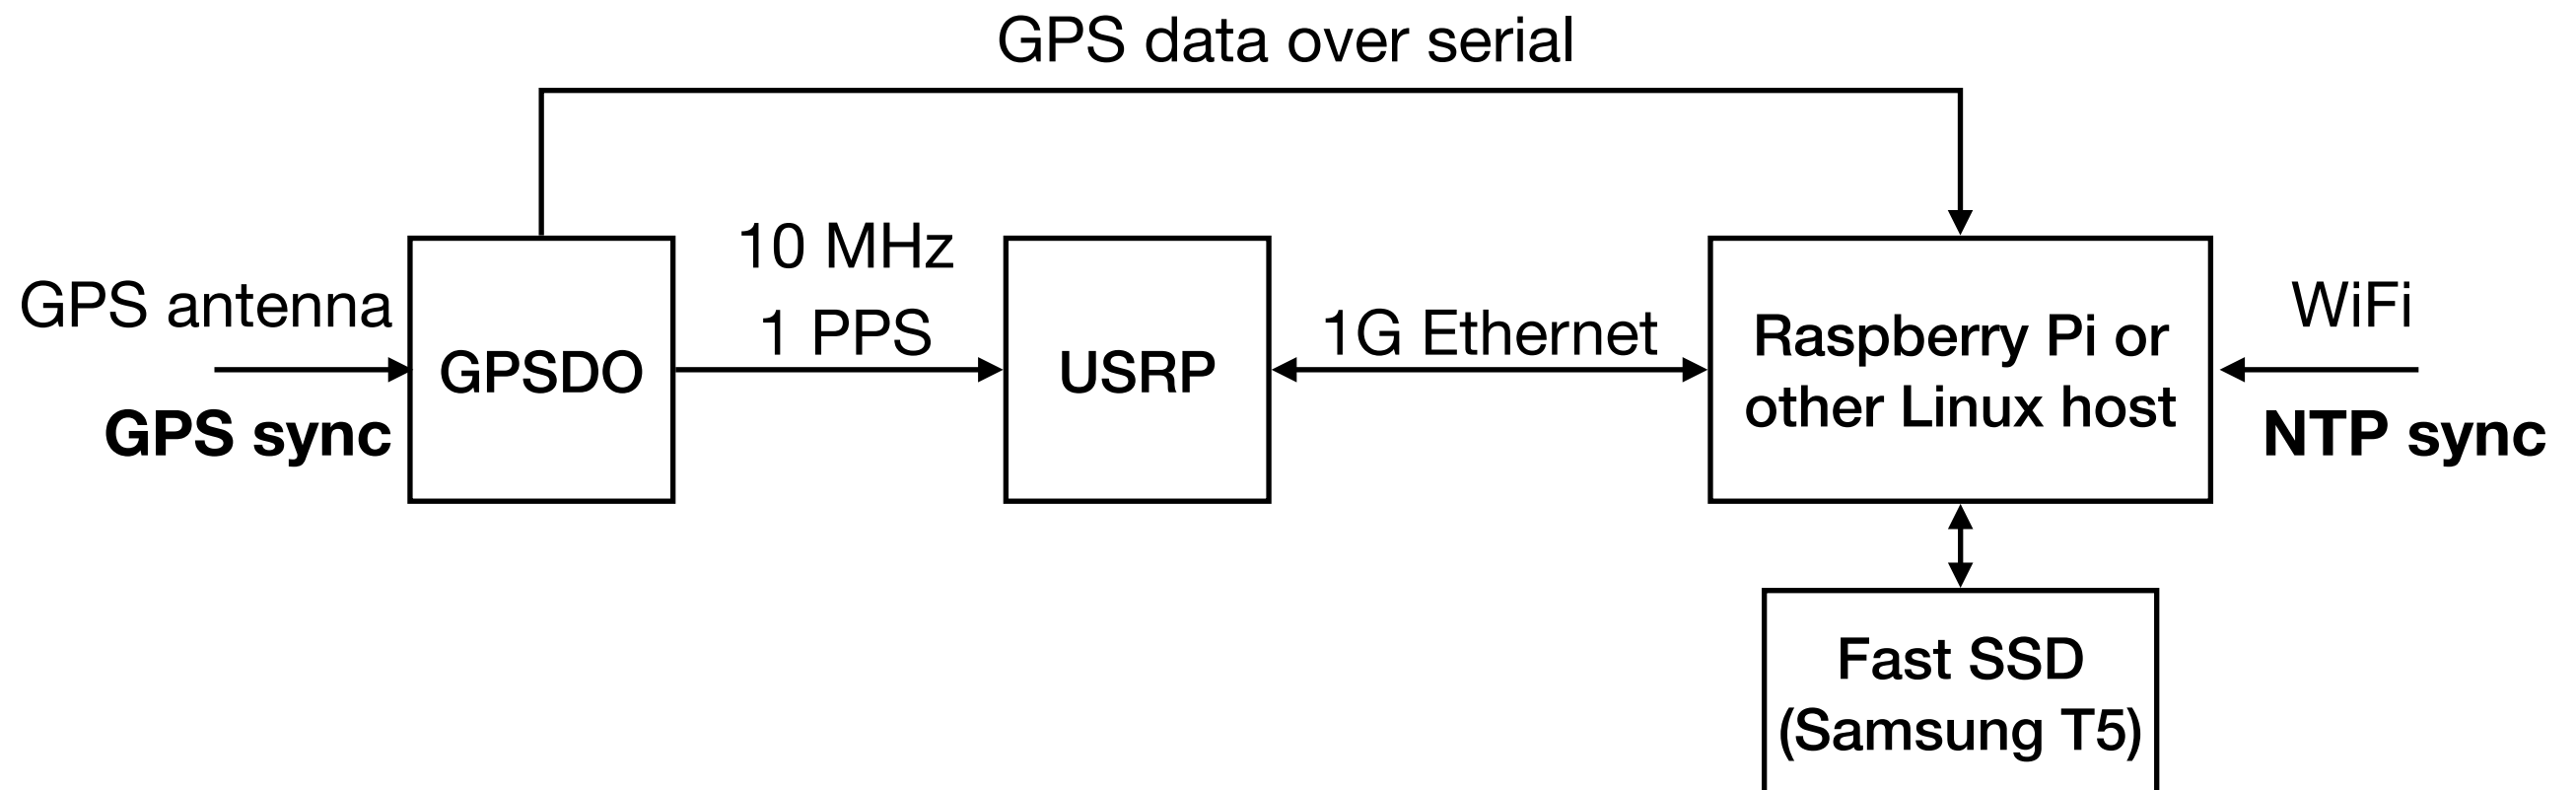 GPS data over serial
GPS antenna
GPS sync
GPSDO
10 MHz
1 PPS
USRP
1G Ethernet
Raspberry Pi or
other Linux host
WiFi
NTP sync
Fast SSD
(Samsung T5)